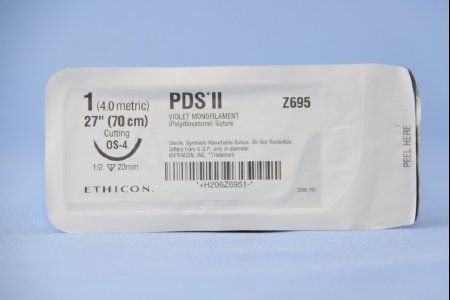 1 (4.0 metric)
27" (70 cm)
Cutting
OS-4
1/2 23mm
ETHICON
PDS*II
VIOLET MONOFILAMENT
(Polydioxanone) Suture
Z695
Sterile, Synthetic Absorbable Suture. Do Not Resterilize.
Differs from U.S.P. only in diameter.
©ETHICON, INC. *Trademark
*+H206Z6951-*
PEEL HERE